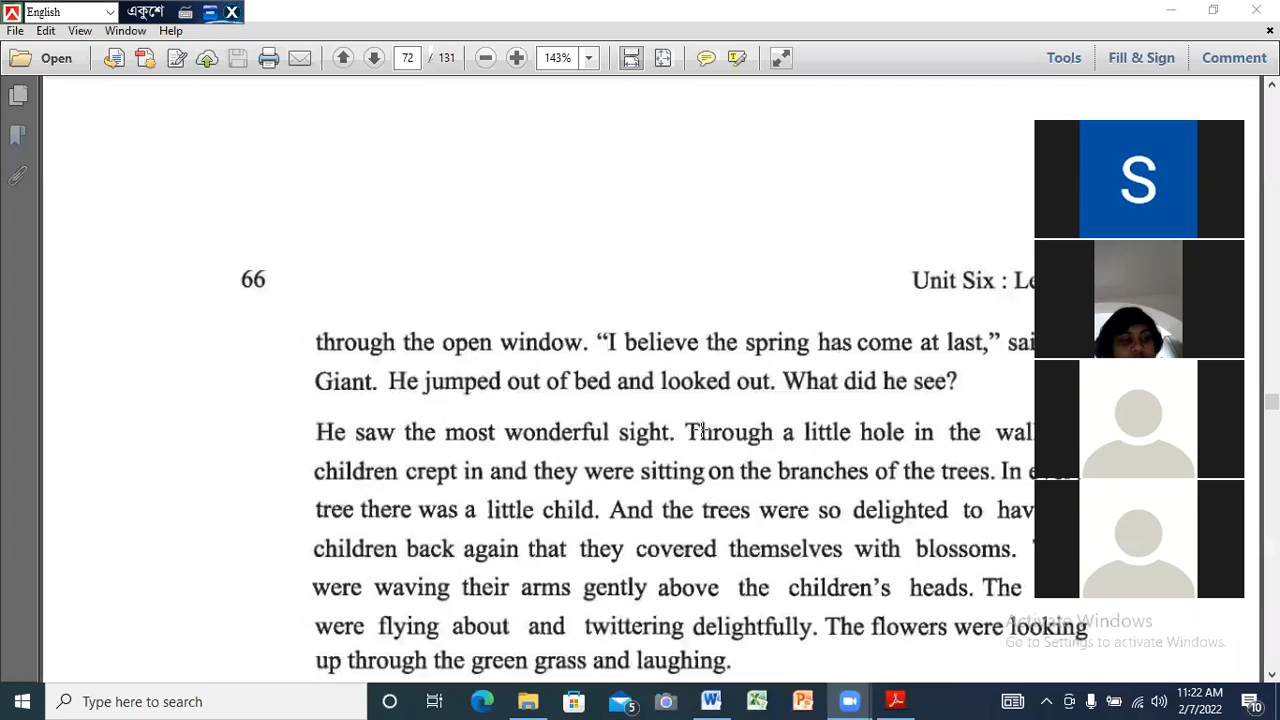 English
একুশে
File Edit View Window Help
Open 72 / 131 143% Tools Fill & Sign Comment
S
66 Unit Six : Le
through the open window. “I believe the spring has come at last,” sai
Giant. He jumped out of bed and looked out. What did he see?
He saw the most wonderful sight. Through a little hole in the wall
children crept in and they were sitting on the branches of the trees. In
tree there was a little child. And the trees were so delighted to hav
children back again that they covered themselves with blossoms.
were waving their arms gently above the children’s heads. The
were flying about and twittering delightfully. The flowers were looking
up through the green grass and laughing.
Activate Windows
Go to Settings to activate Windows.
Type here to search
5
11:22 AM
2/7/2022
10